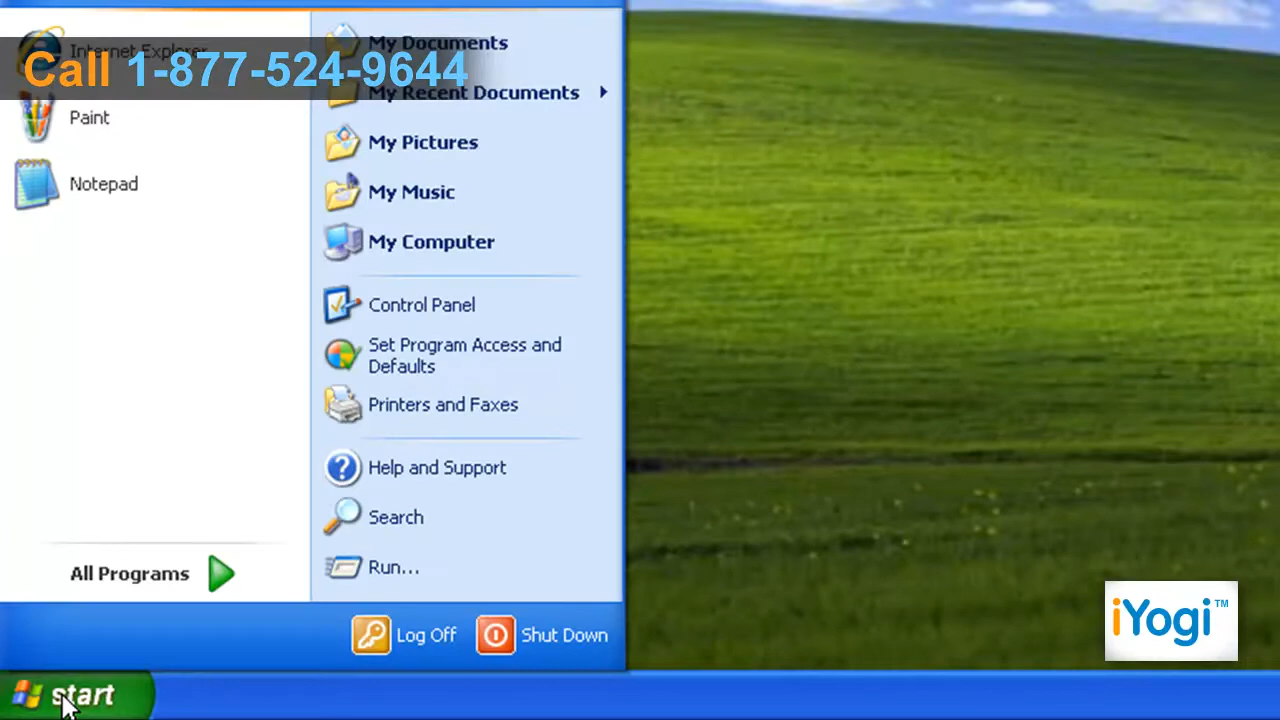 Internet Explorer
Call 1-877-524-9644
Paint
Notepad
All Programs
My Documents
My Recent Documents
My Pictures
My Music
My Computer
Control Panel
Set Program Access and
Defaults
Printers and Faxes
Help and Support
Search
Run...
Log Off
Shut Down
start
iYogi™